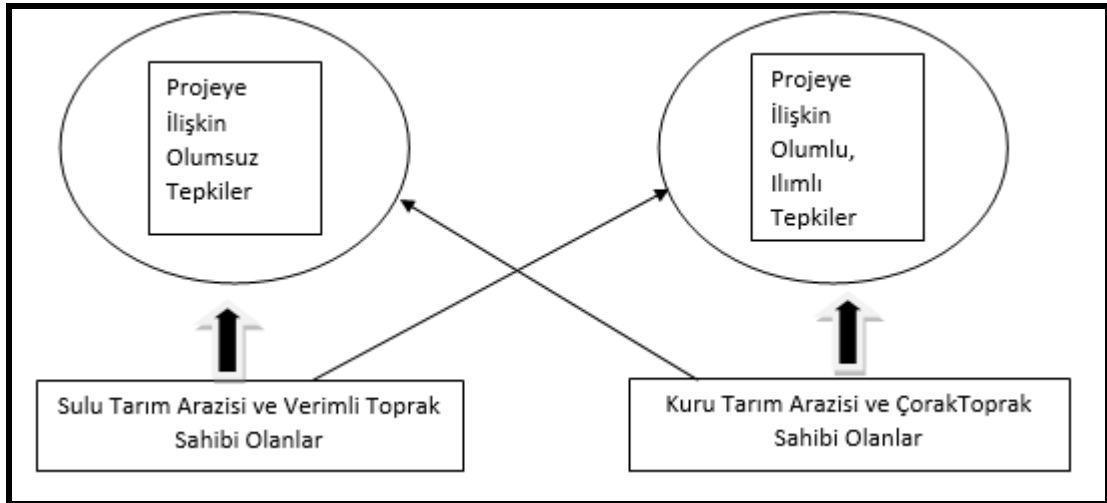 Projeye
İlişkin
Olumsuz
Tepkiler
Projeye
İlişkin
Olumlu,
Ilımlı
Tepkiler
Sulu Tarım Arazisi ve Verimli Toprak
Sahibi Olanlar
Kuru Tarım Arazisi ve ÇorakToprak
Sahibi Olanlar